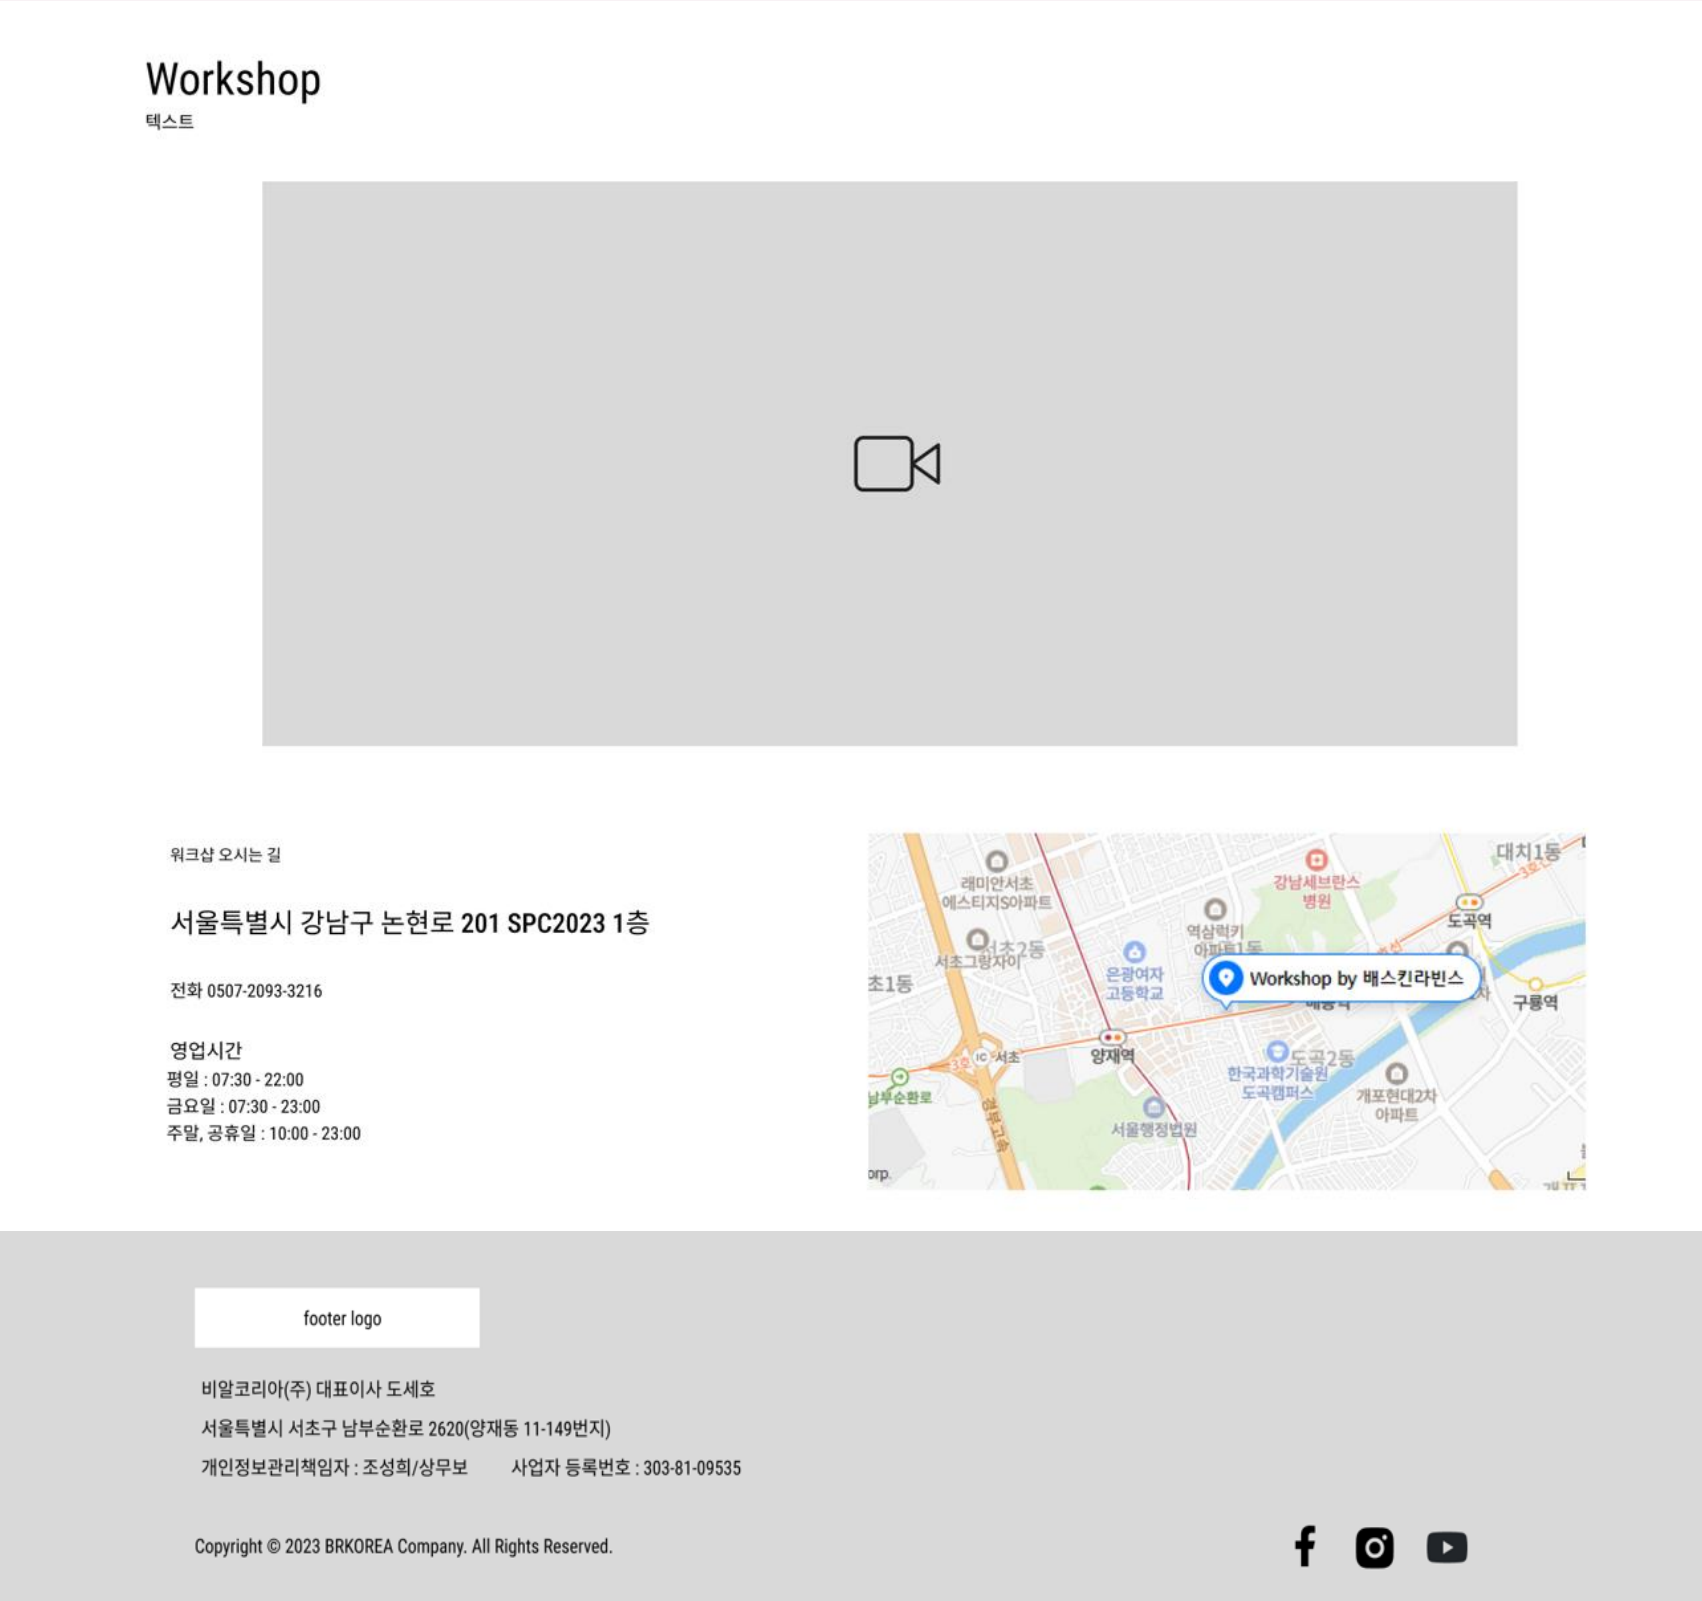 Workshop
텍스트
워크샵 오시는 길
서울특별시 강남구 논현로 201 SPC2023 1층
전화 0507-2093-3216
영업시간
평일 : 07:30 - 22:00
금요일 : 07:30 - 23:00
주말, 공휴일 : 10:00 - 23:00
대치1동
래미안서초
에스티지S아파트
강남세브란스
병원
도곡역
역삼럭키
아파트
서초2동
서초그랑자이
초1동
은광여자
고등학교
Workshop by 배스킨라빈스
구룡역
양재역
IC 서초
3호
남부순환로
도곡2동
한국과학기술원
도곡캠퍼스
개포현대2차
아파트
경부고속
서울행정법원
orp.
footer logo
비알코리아(주) 대표이사 도세호
서울특별시 서초구 남부순환로 2620(양재동 11-149번지)
개인정보관리책임자 : 조성희/상무보 사업자 등록번호 : 303-81-09535
Copyright © 2023 BRKOREA Company. All Rights Reserved.